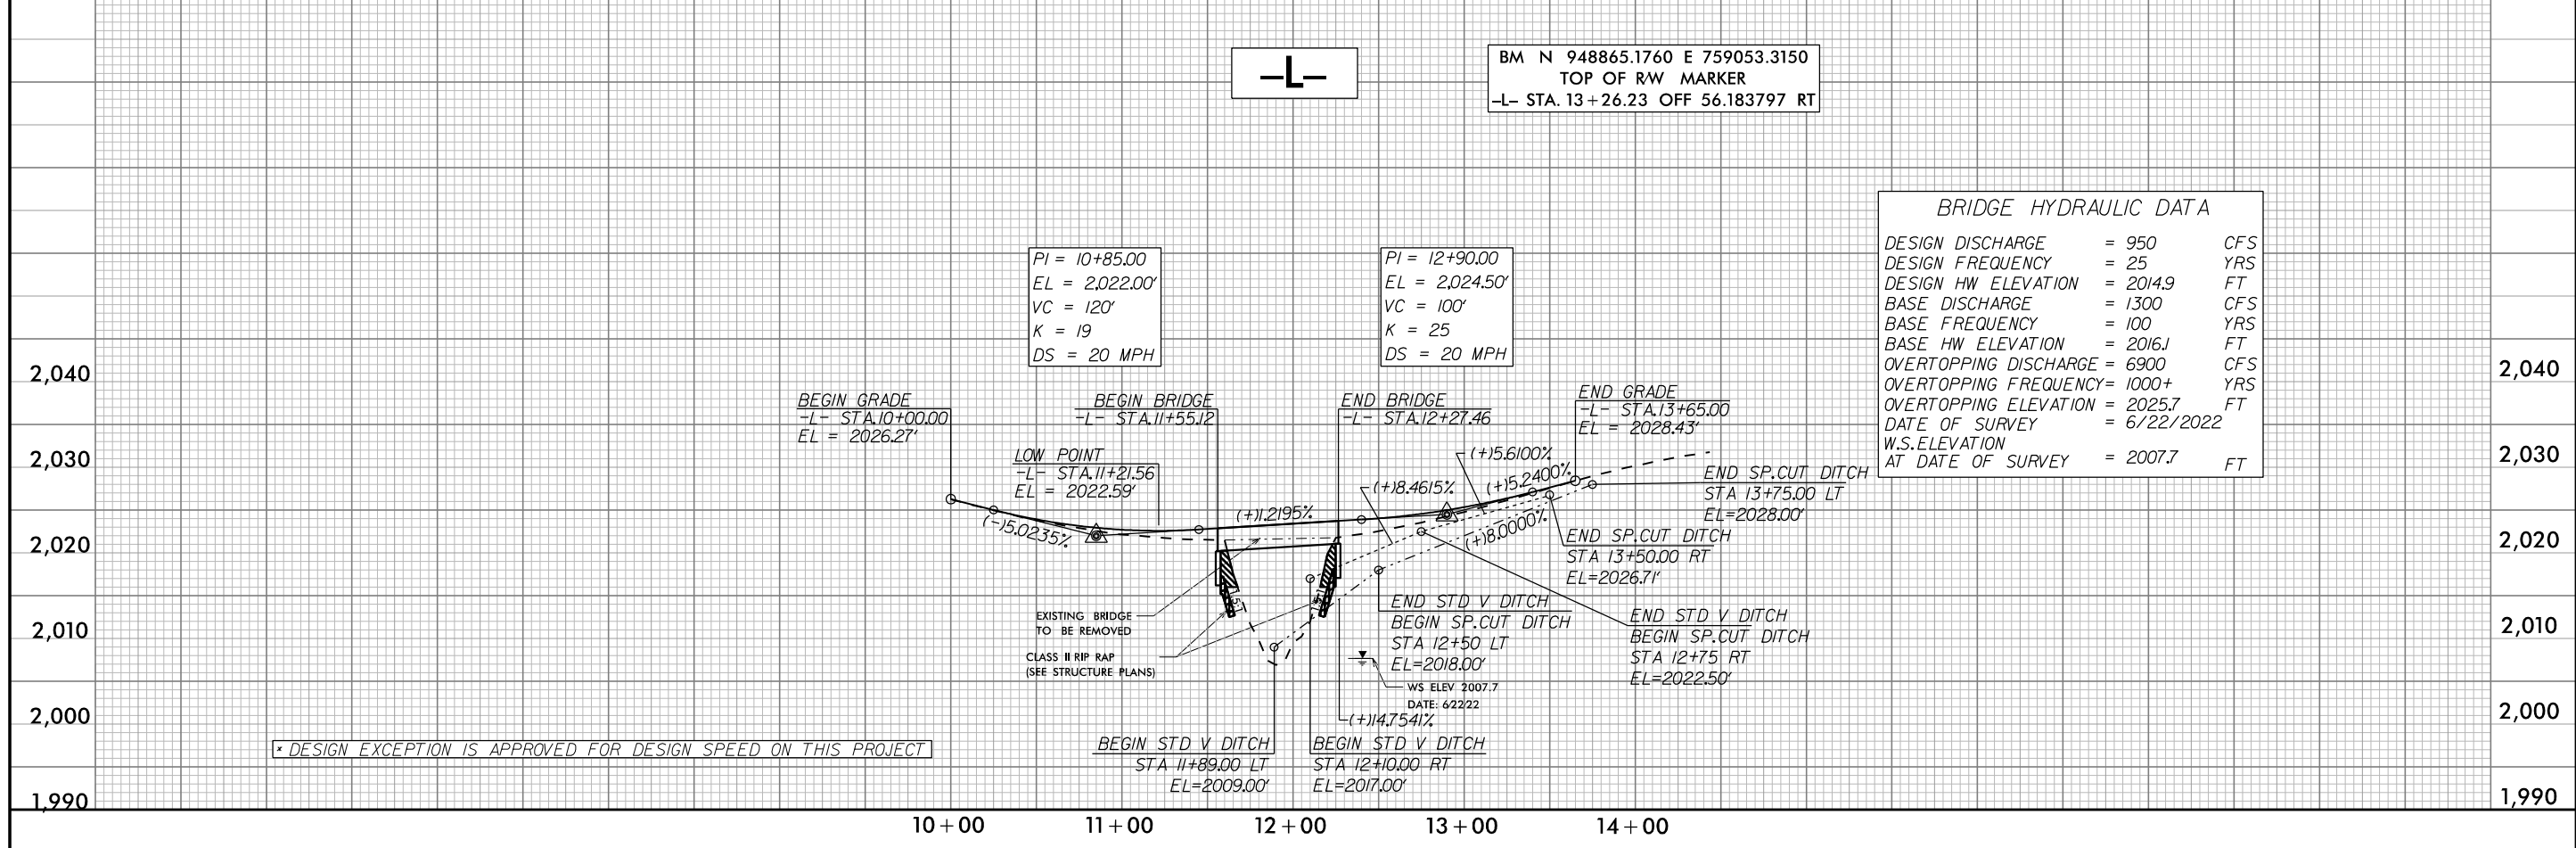 -L-
BM N 948865.1760 E 759053.3150
TOP OF R/W MARKER
-L- STA. 13+26.23 OFF 56.183797 RT
BRIDGE HYDRAULIC DATA
DESIGN DISCHARGE = 950 CFS
DESIGN FREQUENCY = 25 YRS
DESIGN HW ELEVATION = 2014.9 FT
BASE DISCHARGE = 1300 CFS
BASE FREQUENCY = 100 YRS
BASE HW ELEVATION = 2016.1 FT
OVERTOPPING DISCHARGE = 6900 CFS
OVERTOPPING FREQUENCY= 1000+ YRS
OVERTOPPING ELEVATION = 2025.7 FT
DATE OF SURVEY = 6/22/2022
W.S.ELEVATION
AT DATE OF SURVEY = 2007.7 FT
PI = 10+85.00
EL = 2,022.00'
VC = 120'
K = 19
DS = 20 MPH
PI = 12+90.00
EL = 2,024.50'
VC = 100'
K = 25
DS = 20 MPH
2,040
2,030
2,020
2,010
2,000
1,990
2,040
2,030
2,020
2,010
2,000
1,990
BEGIN GRADE
-L- STA.10+00.00
EL = 2026.27'
LOW POINT
-L- STA.11+21.56
EL = 2022.59'
BEGIN BRIDGE
-L- STA.11+55.12
END BRIDGE
-L- STA.12+27.46
END GRADE
-L- STA.13+65.00
EL = 2028.43'
(-)5.0235%
(+)1.2195%
(+)8.4615%
(+)5.6100%
(+)5.2400%
(+)8.0000%
END SP.CUT DITCH
STA 13+75.00 LT
EL=2028.00'
END SP.CUT DITCH
STA 13+50.00 RT
EL=2026.71'
EXISTING BRIDGE
TO BE REMOVED
CLASS II RIP RAP
(SEE STRUCTURE PLANS)
END STD V DITCH
BEGIN SP.CUT DITCH
STA 12+50 LT
EL=2018.00'
END STD V DITCH
BEGIN SP.CUT DITCH
STA 12+75 RT
EL=2022.50'
WS ELEV 2007.7
DATE: 6/22/22
(+)14.7541%
BEGIN STD V DITCH
STA 11+89.00 LT
EL=2009.00'
BEGIN STD V DITCH
STA 12+10.00 RT
EL=2017.00'
* DESIGN EXCEPTION IS APPROVED FOR DESIGN SPEED ON THIS PROJECT
10+00 11+00 12+00 13+00 14+00